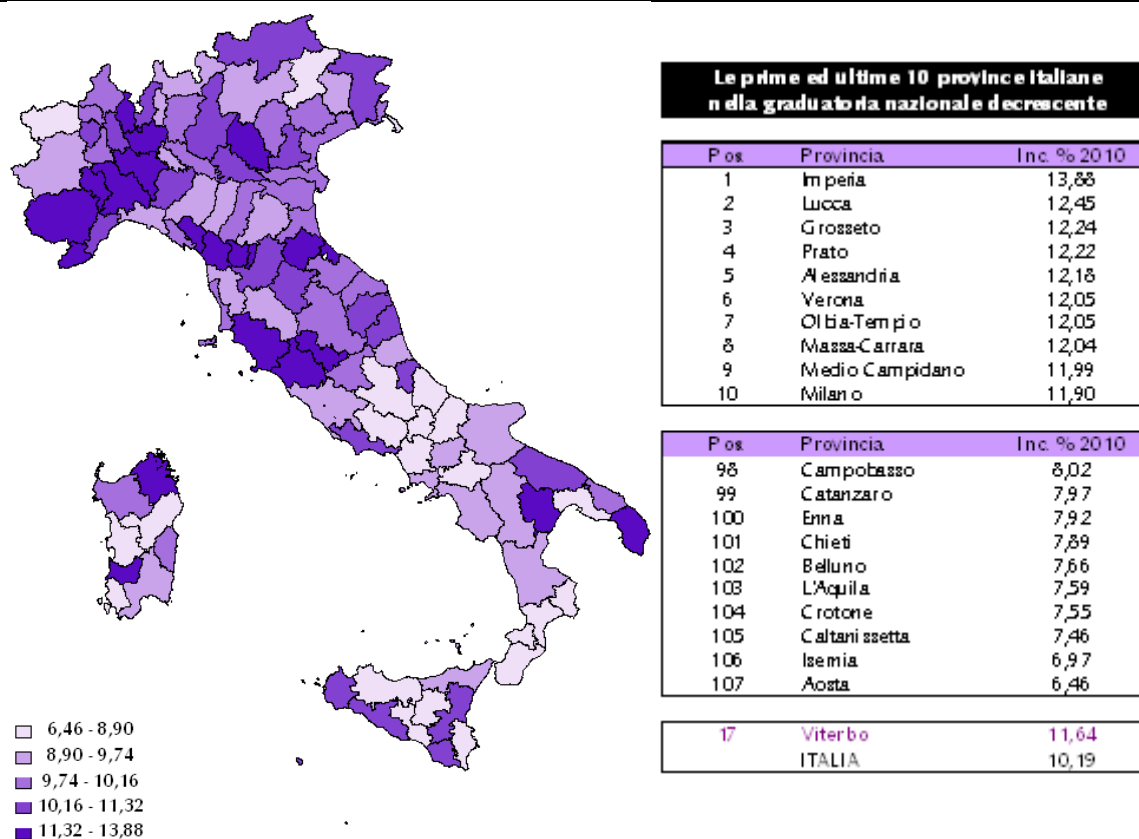 Le prime ed ultime 10 province italiane
nella graduatoria nazionale decrescente
Pos. Provincia Inc. % 2010
1 Imperia 13,88
2 Lucca 12,45
3 Grosseto 12,24
4 Prato 12,22
5 Alessandria 12,18
6 Verona 12,05
7 Olbia-Tempio 12,05
8 Massa-Carrara 12,04
9 Medio Campidano 11,99
10 Milano 11,90
Pos. Provincia Inc. % 2010
98 Campobasso 8,02
99 Catanzaro 7,97
100 Enna 7,92
101 Chieti 7,89
102 Belluno 7,66
103 L'Aquila 7,59
104 Crotone 7,55
105 Caltanissetta 7,46
106 Isernia 6,97
107 Aosta 6,46
17 Viterbo 11,64
ITALIA 10,19
6,46 - 8,90
8,90 - 9,74
9,74 - 10,16
10,16 - 11,32
11,32 - 13,88